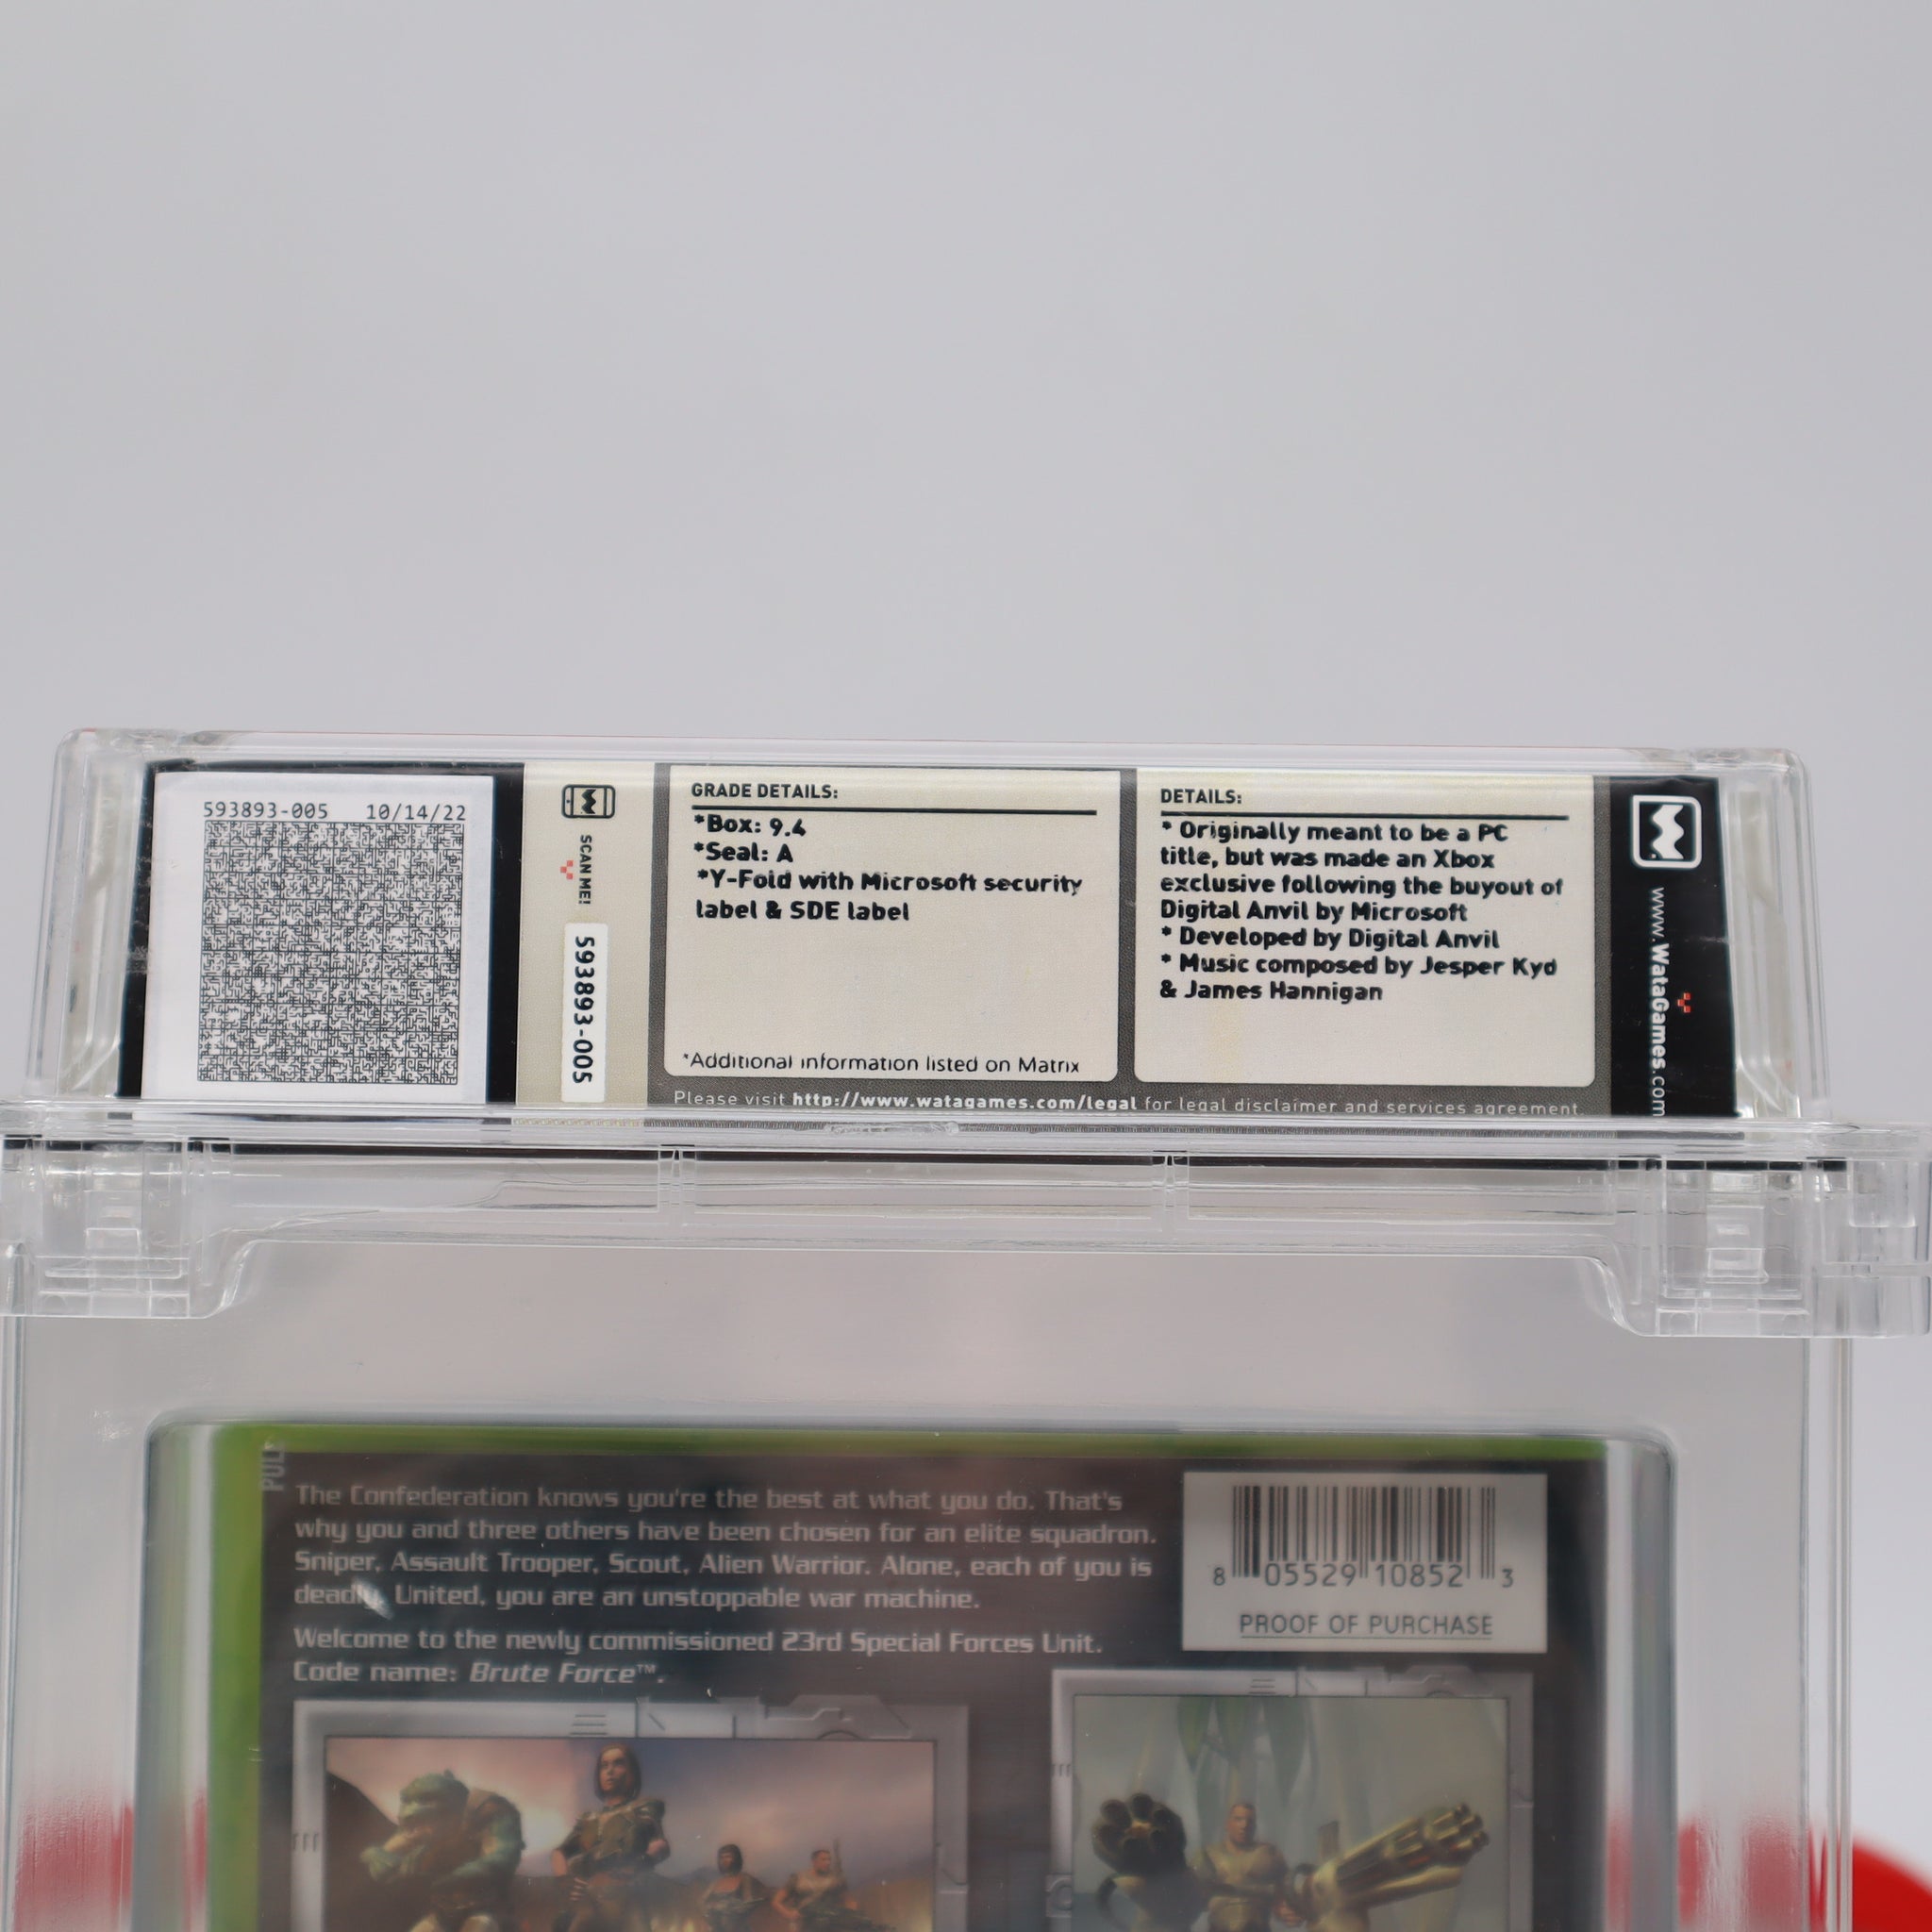 593893-005 10/14/22
SCAN ME!
593893-005
GRADE DETAILS:
*Box: 9.4
*Seal: A
*Y-Fold with Microsoft security
label & SDE label
*Additional information listed on Matrix
DETAILS:
* Originally meant to be a PC
title, but was made an Xbox
exclusive following the buyout of
Digital Anvil by Microsoft
* Developed by Digital Anvil
* Music composed by Jesper Kyd
& James Hannigan
Please visit http://www.watagames.com/legal for legal disclaimer and services agreement.
www.WataGames.com
PULL
The Confederation knows you're the best at what you do. That's
why you and three others have been chosen for an elite squadron.
Sniper, Assault Trooper, Scout, Alien Warrior. Alone, each of you is
deadly. United, you are an unstoppable war machine.
Welcome to the newly commissioned 23rd Special Forces Unit.
Code name: Brute Force™.
8 05529 10852 3
PROOF OF PURCHASE